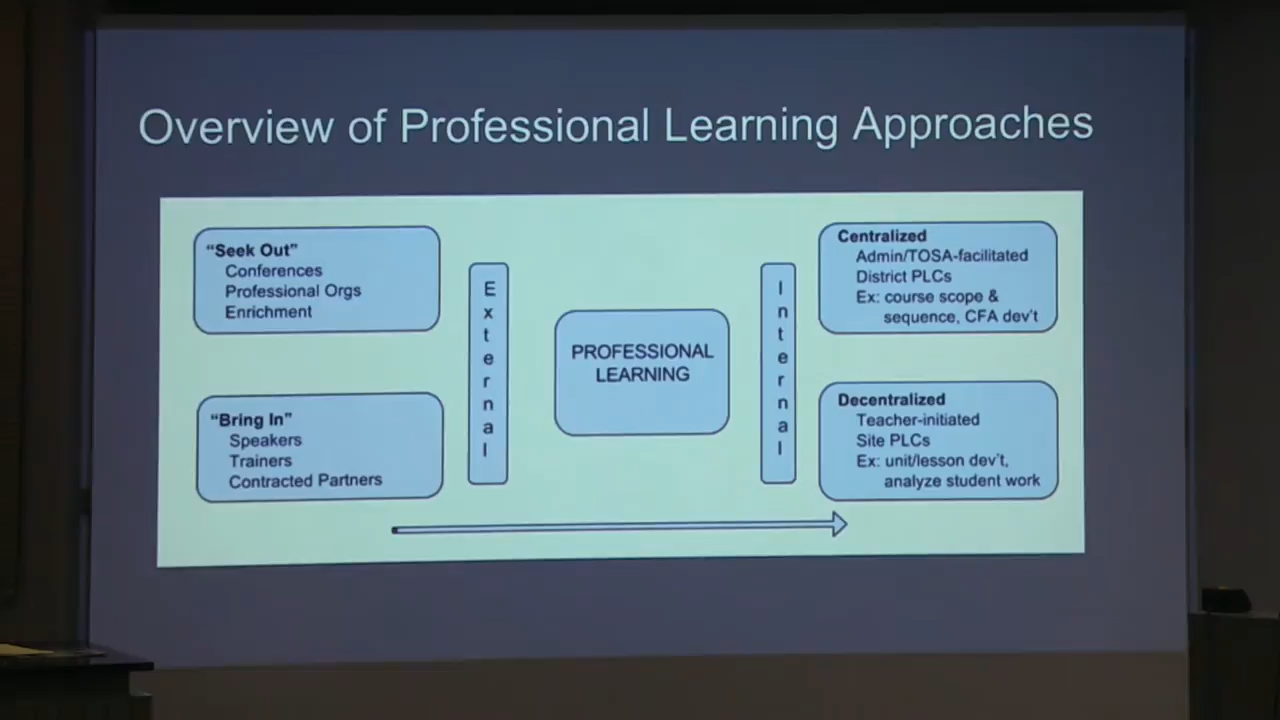 Overview of Professional Learning Approaches
“Seek Out”
Conferences
Professional Orgs
Enrichment
“Bring In”
Speakers
Trainers
Contracted Partners
External
PROFESSIONAL
LEARNING
Internal
Centralized
Admin/TOSA-facilitated
District PLCs
Ex: course scope &
sequence, CFA dev’t
Decentralized
Teacher-initiated
Site PLCs
Ex: unit/lesson dev’t,
analyze student work